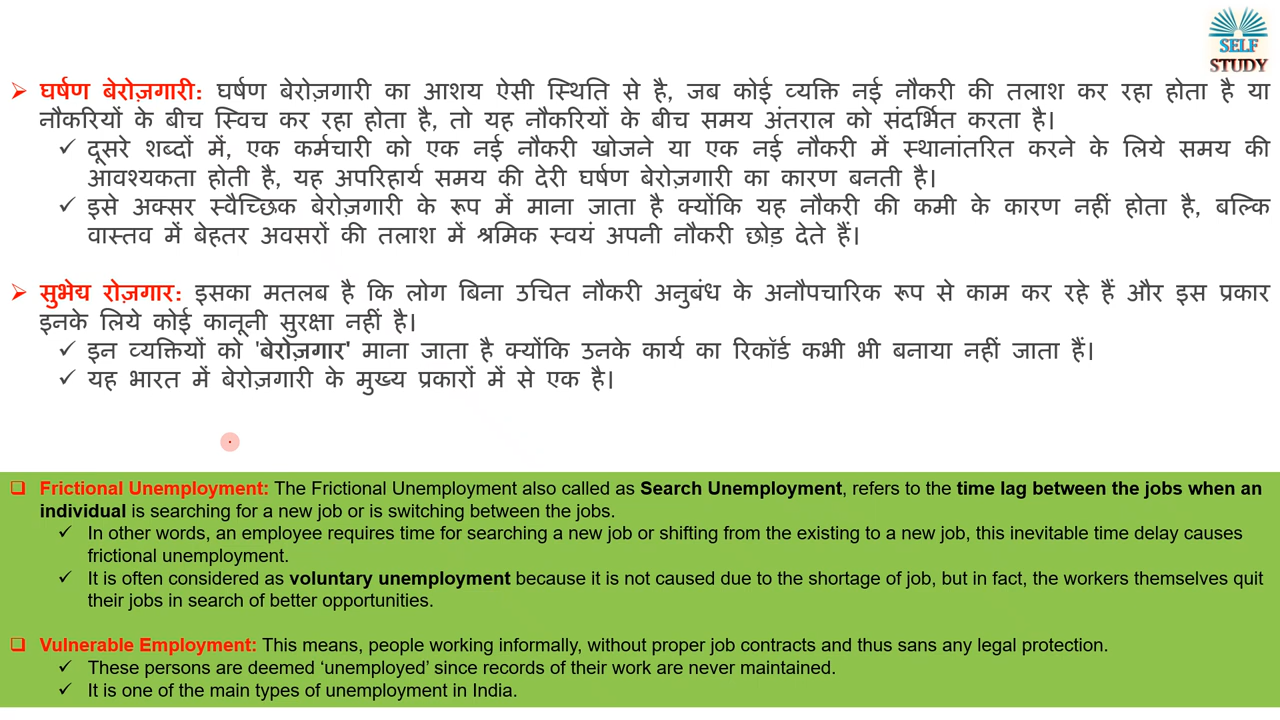 SELF
STUDY
➢ घर्षण बेरोज़गारी: घर्षण बेरोज़गारी का आशय ऐसी स्थिति से है, जब कोई व्यक्ति नई नौकरी की तलाश कर रहा होता है या
नौकरियों के बीच स्विच कर रहा होता है, तो यह नौकरियों के बीच समय अंतराल को संदर्भित करता है।
✓ दूसरे शब्दों में, एक कर्मचारी को एक नई नौकरी खोजने या एक नई नौकरी में स्थानांतरित करने के लिये समय की
आवश्यकता होती है, यह अपरिहार्य समय की देरी घर्षण बेरोज़गारी का कारण बनती है।
✓ इसे अक्सर स्वैच्छिक बेरोज़गारी के रूप में माना जाता है क्योंकि यह नौकरी की कमी के कारण नहीं होता है, बल्कि
वास्तव में बेहतर अवसरों की तलाश में श्रमिक स्वयं अपनी नौकरी छोड़ देते हैं।
➢ सुभेद्य रोज़गार: इसका मतलब है कि लोग बिना उचित नौकरी अनुबंध के अनौपचारिक रूप से काम कर रहे हैं और इस प्रकार
इनके लिये कोई कानूनी सुरक्षा नहीं है।
✓ इन व्यक्तियों को 'बेरोज़गार' माना जाता है क्योंकि उनके कार्य का रिकॉर्ड कभी भी बनाया नहीं जाता हैं।
✓ यह भारत में बेरोज़गारी के मुख्य प्रकारों में से एक है।
❑ Frictional Unemployment: The Frictional Unemployment also called as Search Unemployment, refers to the time lag between the jobs when an
individual is searching for a new job or is switching between the jobs.
✓ In other words, an employee requires time for searching a new job or shifting from the existing to a new job, this inevitable time delay causes
frictional unemployment.
✓ It is often considered as voluntary unemployment because it is not caused due to the shortage of job, but in fact, the workers themselves quit
their jobs in search of better opportunities.
❑ Vulnerable Employment: This means, people working informally, without proper job contracts and thus sans any legal protection.
✓ These persons are deemed ‘unemployed’ since records of their work are never maintained.
✓ It is one of the main types of unemployment in India.